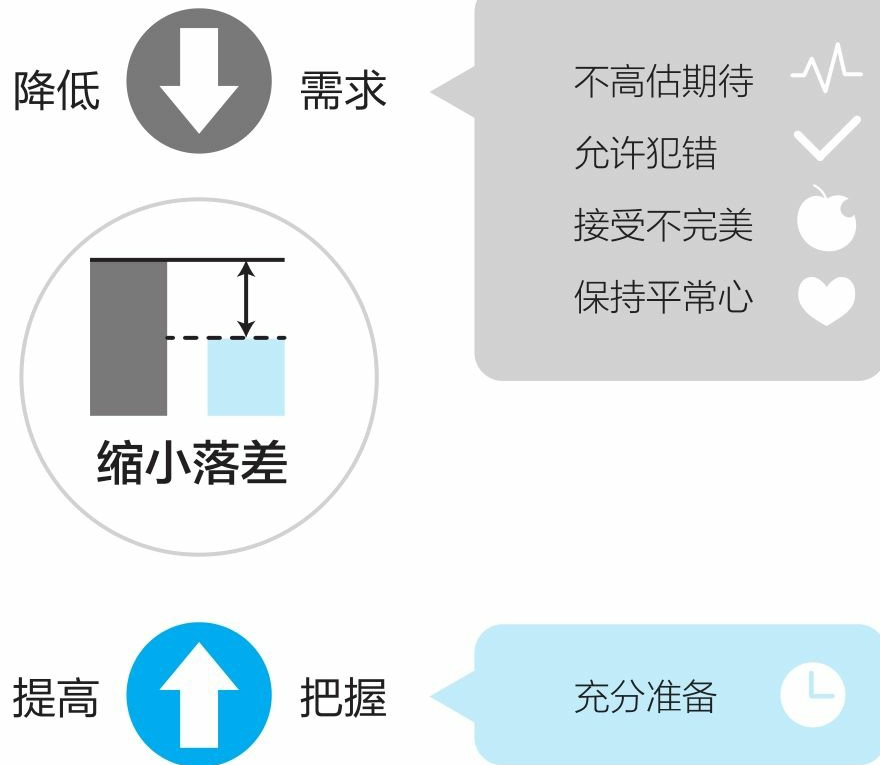 降低 需求
不高估期待
允许犯错
接受不完美
保持平常心
缩小落差
提高 把握
充分准备